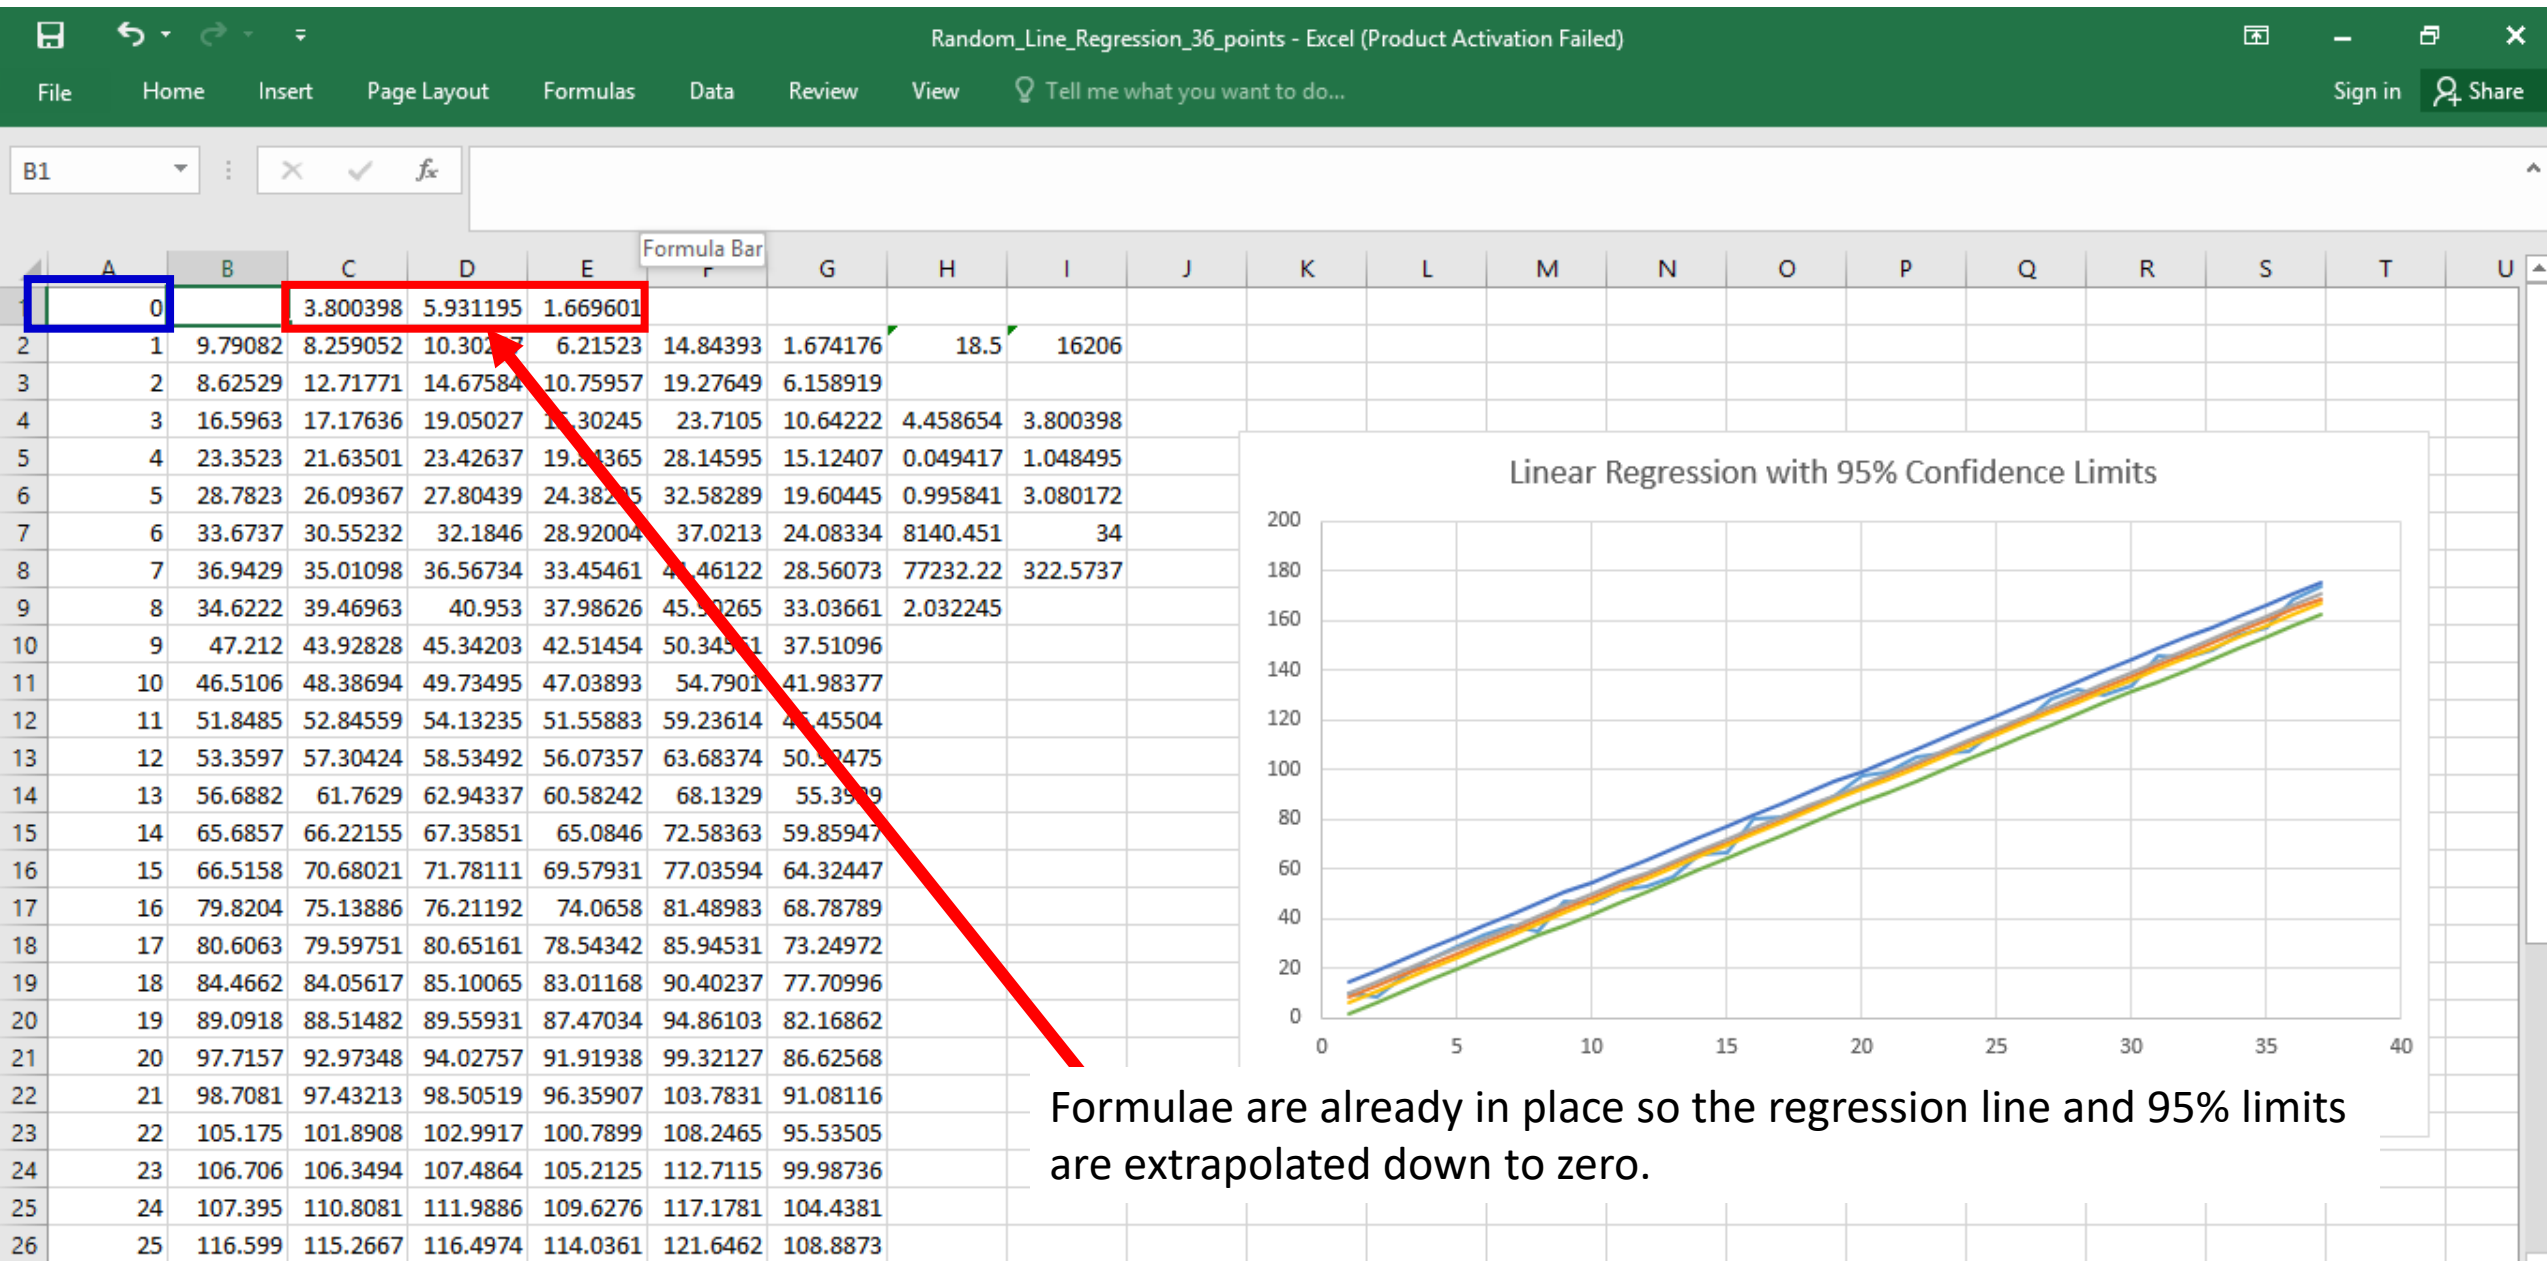 Random_Line_Regression_36_points - Excel (Product Activation Failed)
File Home Insert Page Layout Formulas Data Review View Tell me what you want to do... Sign in Share
B1 fx
Formula Bar
A B C D E F G H I J K L M N O P Q R S T U
1 0 3.800398 5.931195 1.669601
2 1 9.79082 8.259052 6.21523 14.84393 1.674176 18.5 16206
3 2 8.62529 12.71771 14.67584 10.75957 19.27649 6.158919
4 3 16.5963 17.17636 19.05027 23.7105 10.64222 4.458654 3.800398
5 4 23.3523 21.63501 23.42637 28.14595 15.12407 0.049417 1.048495
6 5 28.7823 26.09367 27.80439 32.58289 19.60445 0.995841 3.080172
7 6 33.6737 30.55232 32.1846 28.92004 37.0213 24.08334 8140.451 34
8 7 36.9429 35.01098 36.56734 33.45461 28.56073 77232.22 322.5737
9 8 34.6222 39.46963 40.953 37.98626 33.03661 2.032245
10 9 47.212 43.92828 45.34203 42.51454 37.51096
11 10 46.5106 48.38694 49.73495 47.03893 54.7901 41.98377
12 11 51.8485 52.84559 54.13235 51.55883 59.23614
13 12 53.3597 57.30424 58.53492 56.07357 63.68374
14 13 56.6882 61.7629 62.94337 60.58242 68.1329
15 14 65.6857 66.22155 67.35851 65.0846 72.58363 59.85947
16 15 66.5158 70.68021 71.78111 69.57931 77.03594 64.32447
17 16 79.8204 75.13886 76.21192 74.0658 81.48983 68.78789
18 17 80.6063 79.59751 80.65161 78.54342 85.94531 73.24972
19 18 84.4662 84.05617 85.10065 83.01168 90.40237 77.70996
20 19 89.0918 88.51482 89.55931 87.47034 94.86103 82.16862
21 20 97.7157 92.97348 94.02757 91.91938 99.32127 86.62568
22 21 98.7081 97.43213 98.50519 96.35907 103.7831 91.08116
23 22 105.175 101.8908 102.9917 100.7899 108.2465 95.53505
24 23 106.706 106.3494 107.4864 105.2125 112.7115 99.98736
25 24 107.395 110.8081 111.9886 109.6276 117.1781 104.4381
26 25 116.599 115.2667 116.4974 114.0361 121.6462 108.8873
Linear Regression with 95% Confidence Limits
200
180
160
140
120
100
80
60
40
20
0
0 5 10 15 20 25 30 35 40
Formulae are already in place so the regression line and 95% limits
are extrapolated down to zero.